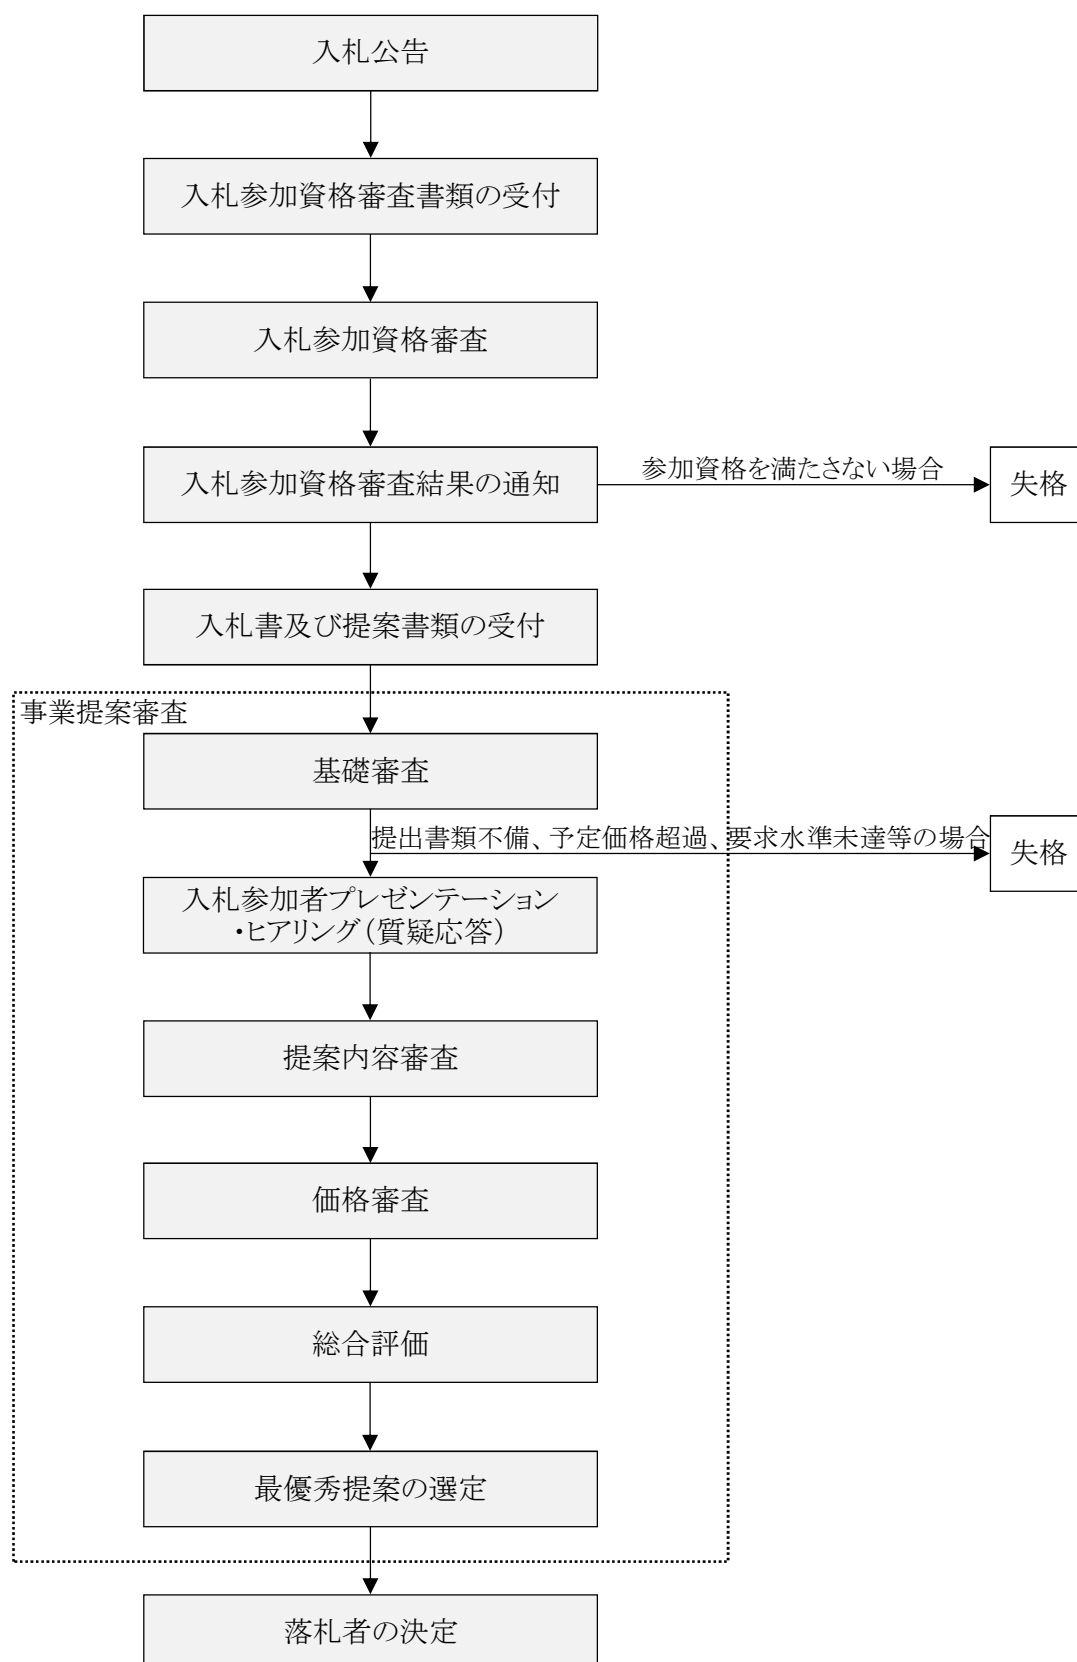 入札公告
入札参加資格審査書類の受付
入札参加資格審査
入札参加資格審査結果の通知
参加資格を満たさない場合
失格
入札書及び提案書類の受付
事業提案審査
基礎審査
提出書類不備、予定価格超過、要求水準未達等の場合
失格
入札参加者プレゼンテーション
・ヒアリング（質疑応答）
提案内容審査
価格審査
総合評価
最優秀提案の選定
落札者の決定